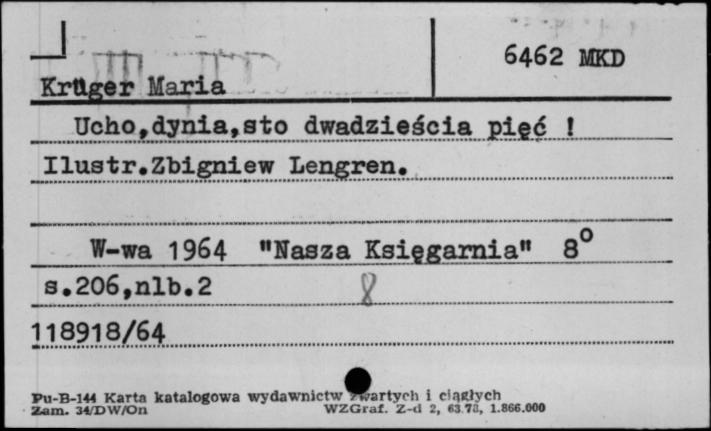 6462 MKD
Krüger Maria
Ucho,dynia,sto dwadzieścia pięć !
Ilustr.Zbigniew Lengren.
W-wa 1964 "Nasza Księgarnia" 8°
s.206,nlb.2
8
118918/64
Pu-B-144 Karta katalogowa wydawnictw zwartych i ciągłych
Zam. 34/DW/On WZGraf. Z-d 2, 63.73, 1.866.000